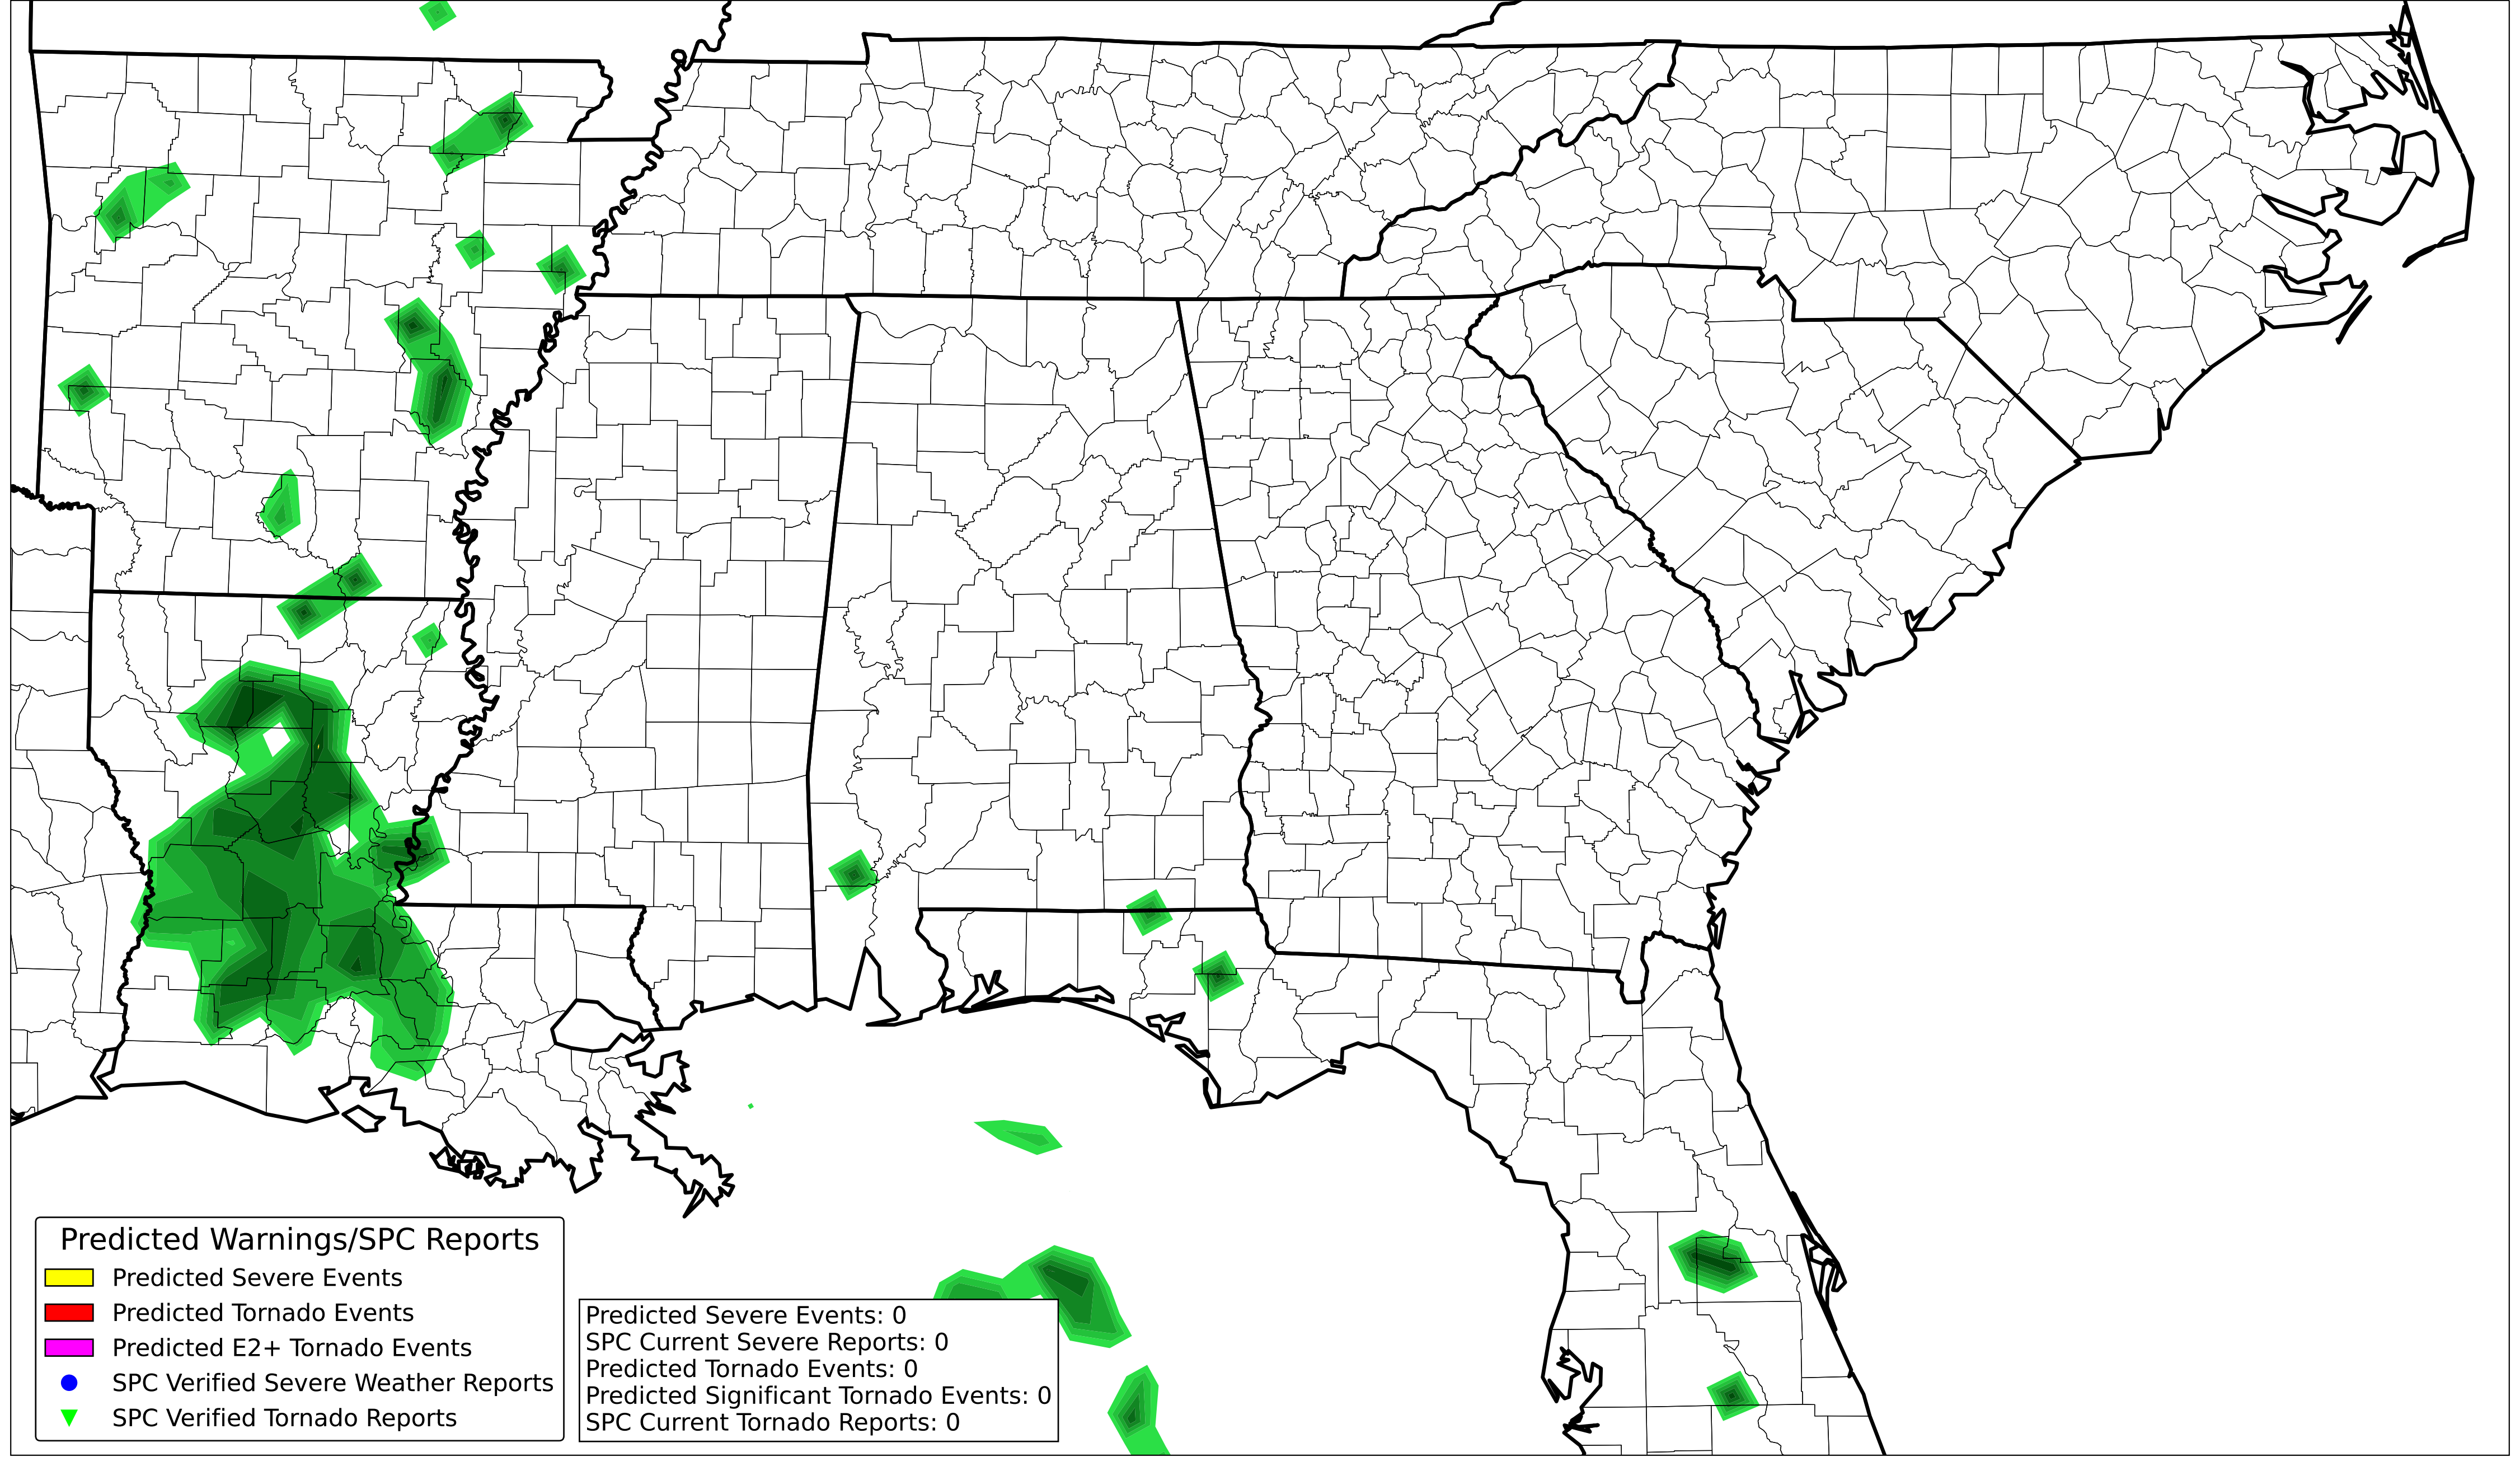 Predicted Warnings/SPC Reports
Predicted Severe Events
Predicted Tornado Events
Predicted E2+ Tornado Events
SPC Verified Severe Weather Reports
SPC Verified Tornado Reports
Predicted Severe Events: 0
SPC Current Severe Reports: 0
Predicted Tornado Events: 0
Predicted Significant Tornado Events: 0
SPC Current Tornado Reports: 0